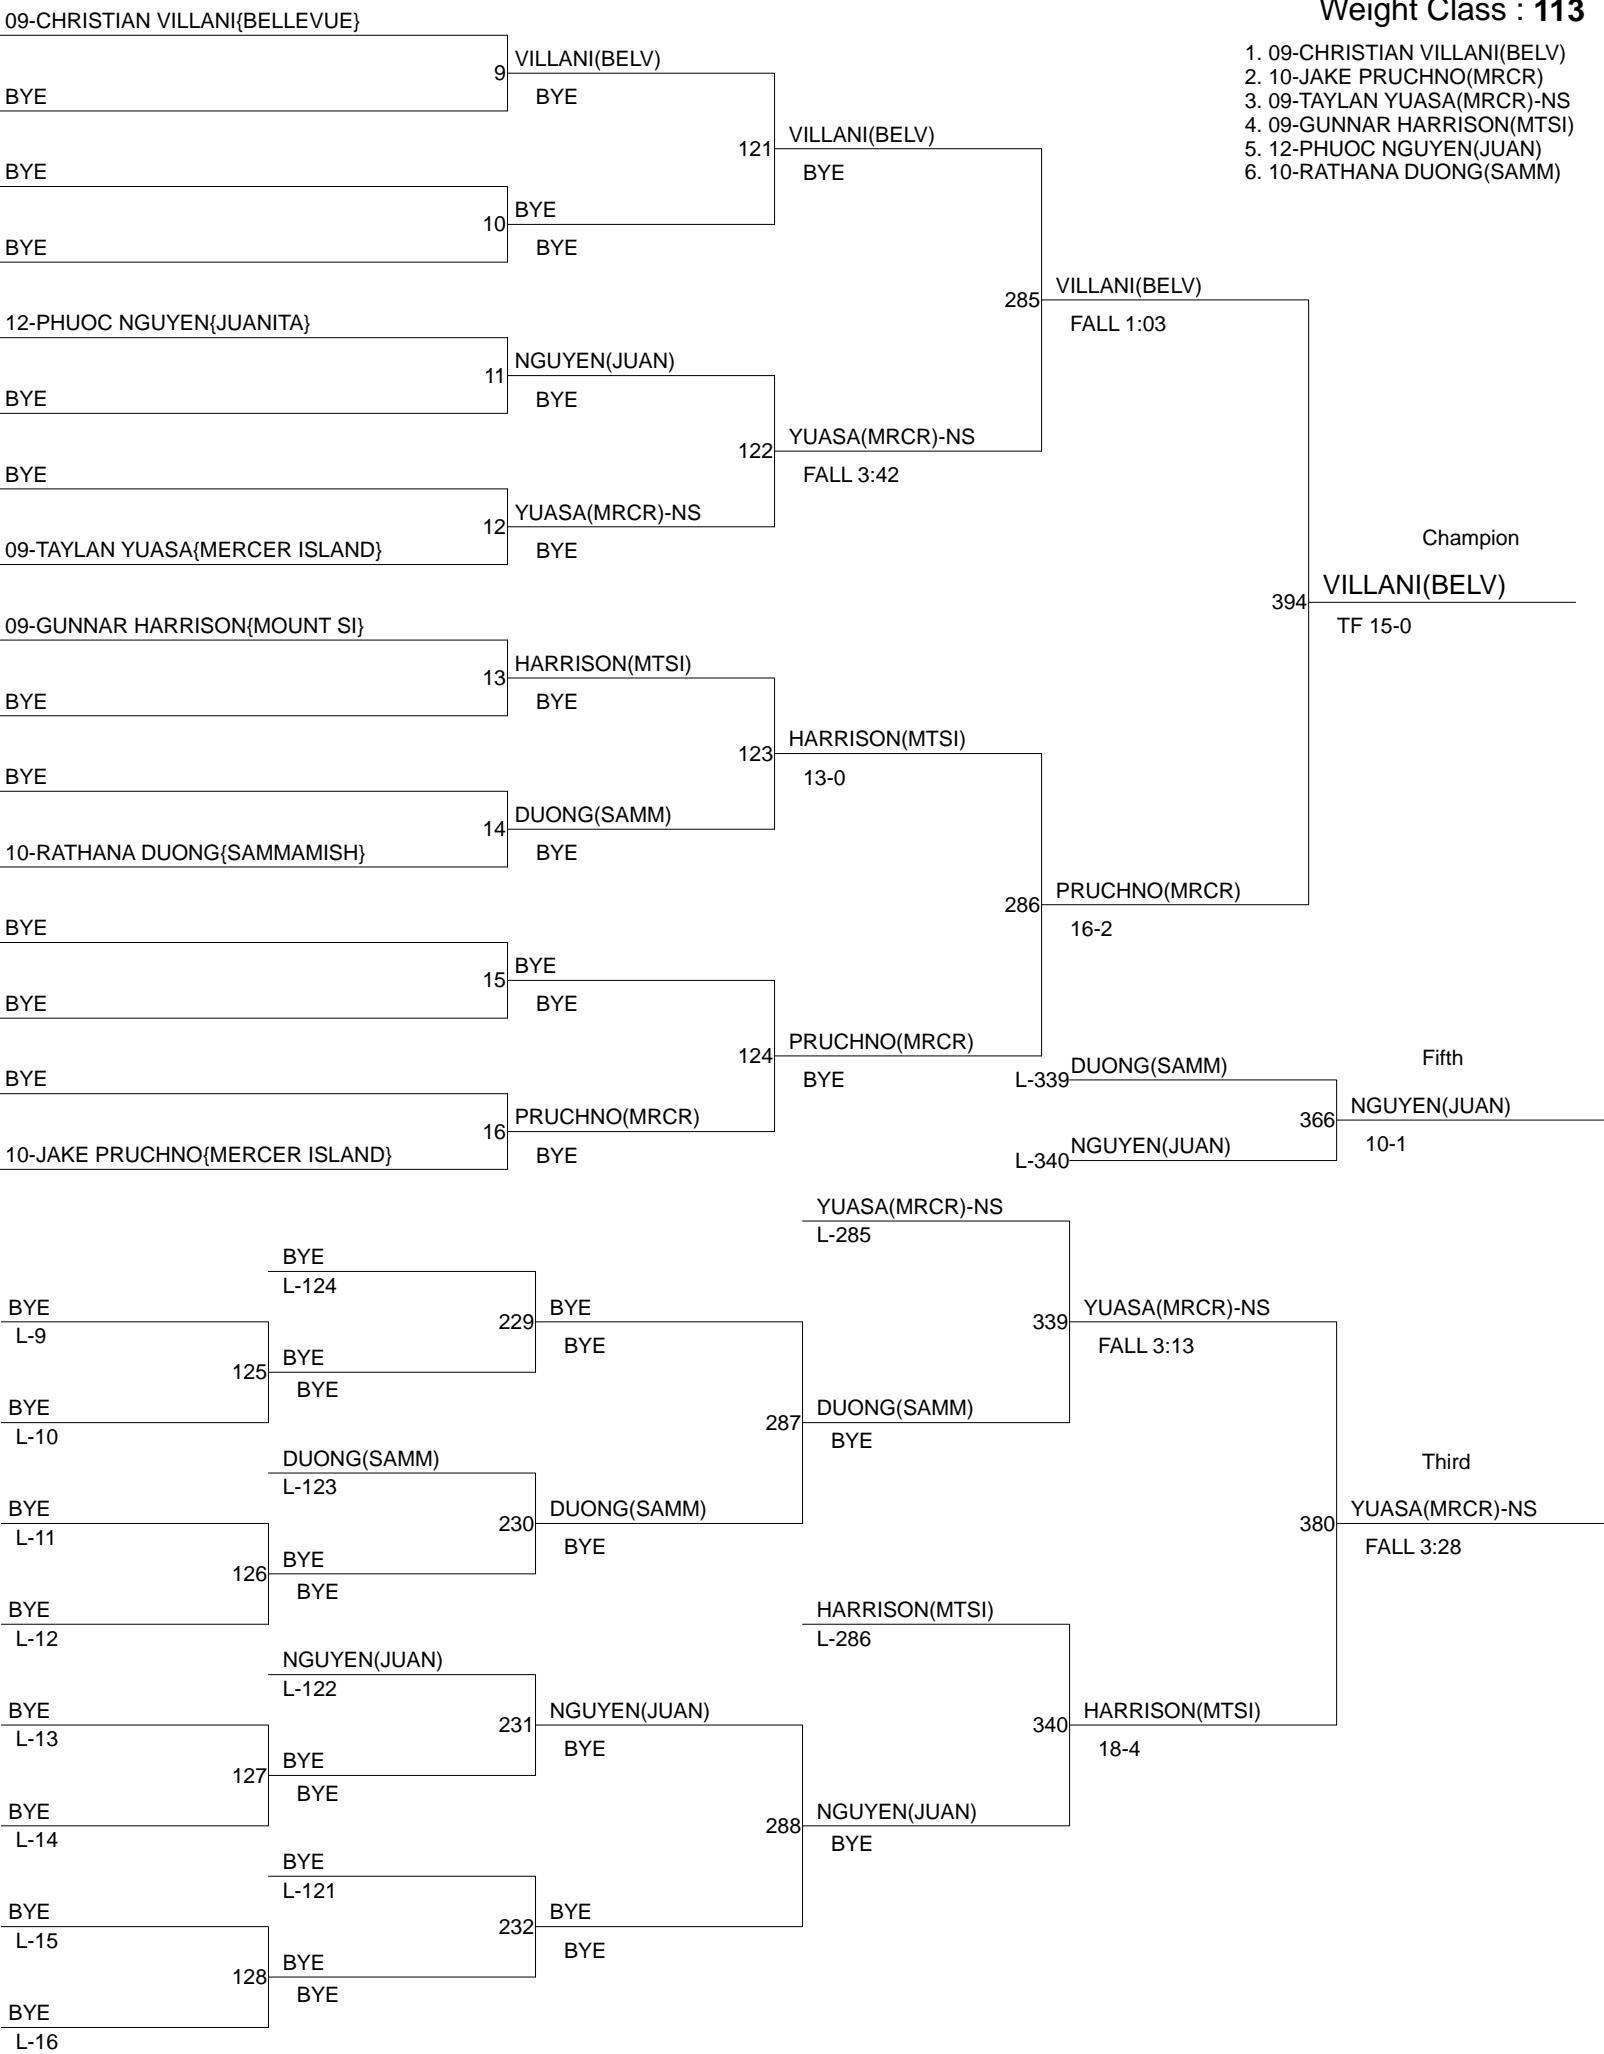 Weight Class : 113
1. 09-CHRISTIAN VILLANI(BELV)
2. 10-JAKE PRUCHNO(MRCR)
3. 09-TAYLAN YUASA(MRCR)-NS
4. 09-GUNNAR HARRISON(MTSI)
5. 12-PHUOC NGUYEN(JUAN)
6. 10-RATHANA DUONG(SAMM)
09-CHRISTIAN VILLANI{BELLEVUE}
9
BYE
BYE
10
BYE
12-PHUOC NGUYEN{JUANITA}
11
BYE
BYE
12
09-TAYLAN YUASA{MERCER ISLAND}
09-GUNNAR HARRISON{MOUNT SI}
13
BYE
BYE
14
10-RATHANA DUONG{SAMMAMISH}
BYE
15
BYE
BYE
16
10-JAKE PRUCHNO{MERCER ISLAND}
VILLANI(BELV)
BYE
121
BYE
BYE
NGUYEN(JUAN)
BYE
122
YUASA(MRCR)-NS
BYE
HARRISON(MTSI)
BYE
123
DUONG(SAMM)
BYE
BYE
BYE
124
PRUCHNO(MRCR)
BYE
VILLANI(BELV)
BYE
285
YUASA(MRCR)-NS
FALL 3:42
HARRISON(MTSI)
13-0
286
PRUCHNO(MRCR)
BYE
VILLANI(BELV)
FALL 1:03
394
PRUCHNO(MRCR)
16-2
Champion
VILLANI(BELV)
TF 15-0
L-339
DUONG(SAMM)
366
L-340
NGUYEN(JUAN)
Fifth
NGUYEN(JUAN)
10-1
BYE
L-9
125
BYE
L-10
BYE
L-11
126
BYE
L-12
BYE
L-13
127
BYE
L-14
BYE
L-15
128
BYE
L-16
BYE
L-124
229
BYE
BYE
DUONG(SAMM)
L-123
230
BYE
BYE
NGUYEN(JUAN)
L-122
231
BYE
BYE
BYE
L-121
232
BYE
BYE
BYE
BYE
287
DUONG(SAMM)
BYE
NGUYEN(JUAN)
BYE
288
BYE
BYE
YUASA(MRCR)-NS
L-285
339
DUONG(SAMM)
BYE
HARRISON(MTSI)
L-286
340
NGUYEN(JUAN)
BYE
YUASA(MRCR)-NS
FALL 3:13
380
HARRISON(MTSI)
18-4
Third
YUASA(MRCR)-NS
FALL 3:28